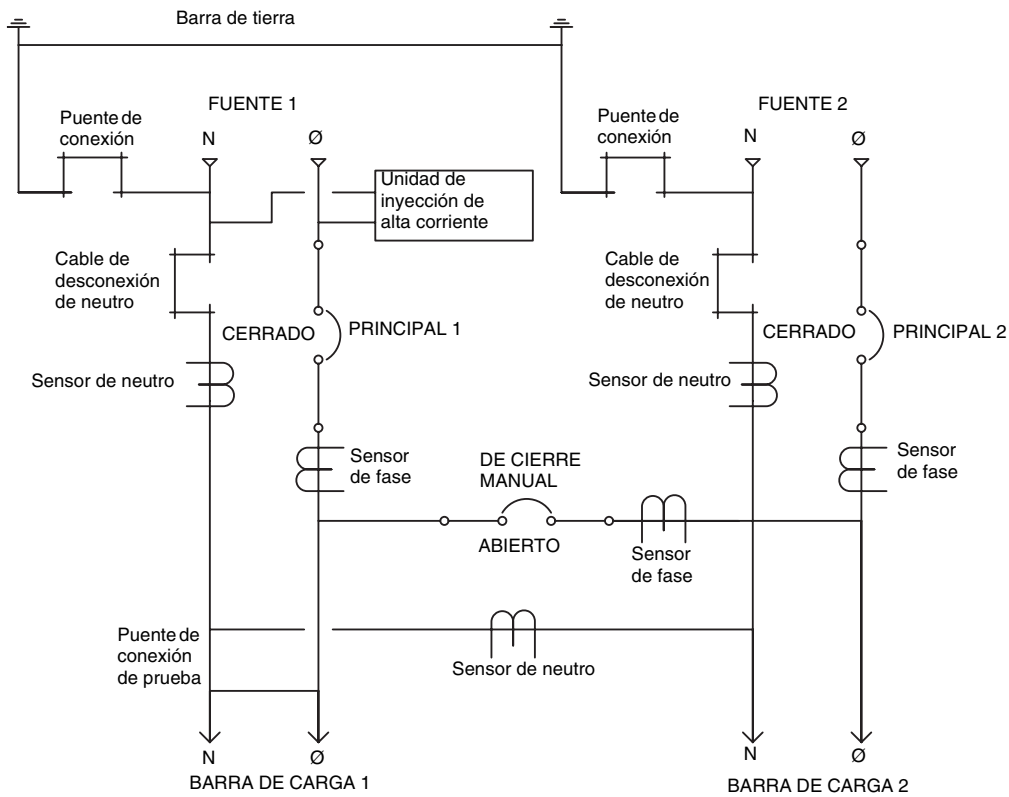 Barra de tierra
FUENTE 1
FUENTE 2
Puente de
conexión
N
Ø
Puente de
conexión
N
Ø
Unidad de
inyección de
alta corriente
Cable de
desconexión
de neutro
Cable de
desconexión
de neutro
CERRADO
PRINCIPAL 1
CERRADO
PRINCIPAL 2
Sensor de neutro
Sensor de neutro
Sensor
de fase
DE CIERRE
MANUAL
Sensor
de fase
ABIERTO
Sensor
de fase
Puente de
conexión
de prueba
Sensor de neutro
N
Ø
N
Ø
BARRA DE CARGA 1
BARRA DE CARGA 2